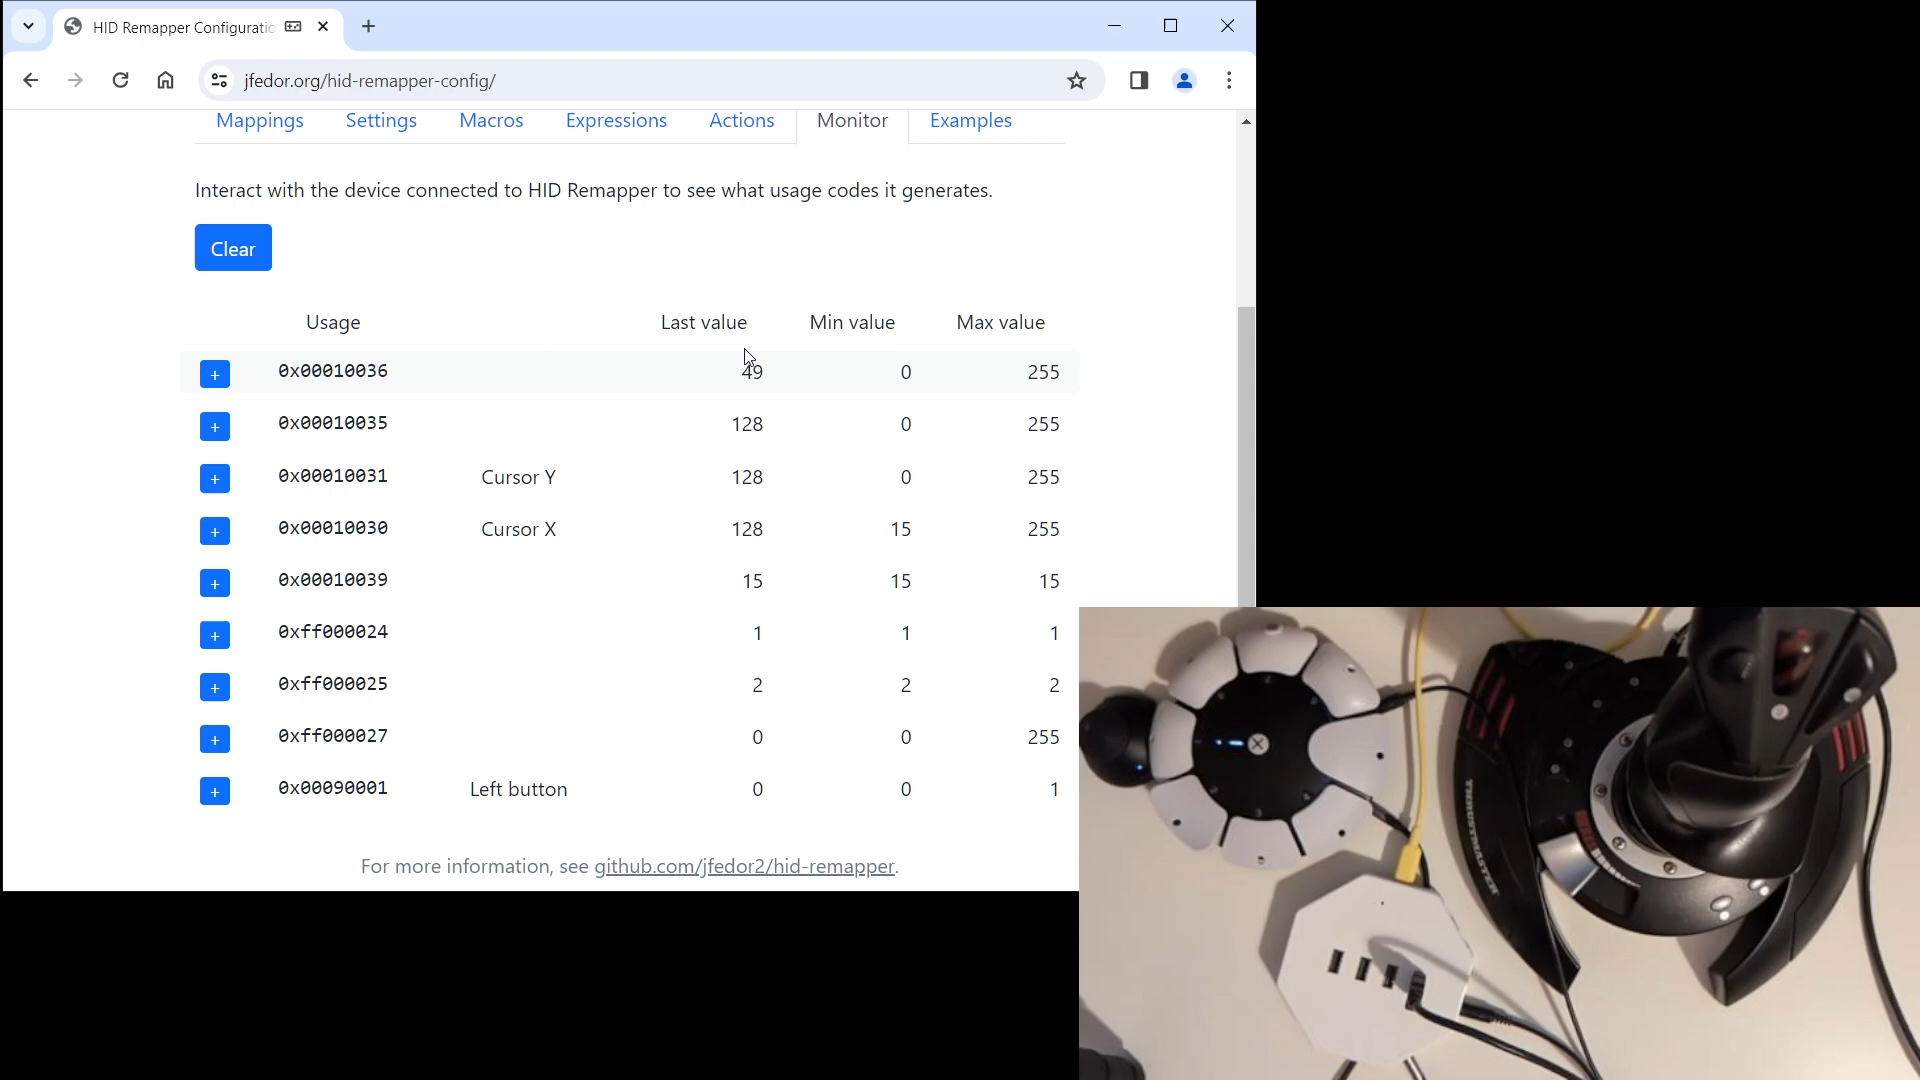 HID Remapper Configuratic
jfedor.org/hid-remapper-config/
Mappings Settings Macros Expressions Actions Monitor Examples
Interact with the device connected to HID Remapper to see what usage codes it generates.
Clear
Usage Last value Min value Max value
+ 0x00010036 49 0 255
+ 0x00010035 128 0 255
+ 0x00010031 Cursor Y 128 0 255
+ 0x00010030 Cursor X 128 15 255
+ 0x00010039 15 15 15
+ 0xff000024 1 1 1
+ 0xff000025 2 2 2
+ 0xff000027 0 0 255
+ 0x00090001 Left button 0 0 1
For more information, see github.com/jfedor2/hid-remapper.
THRUSTMASTER